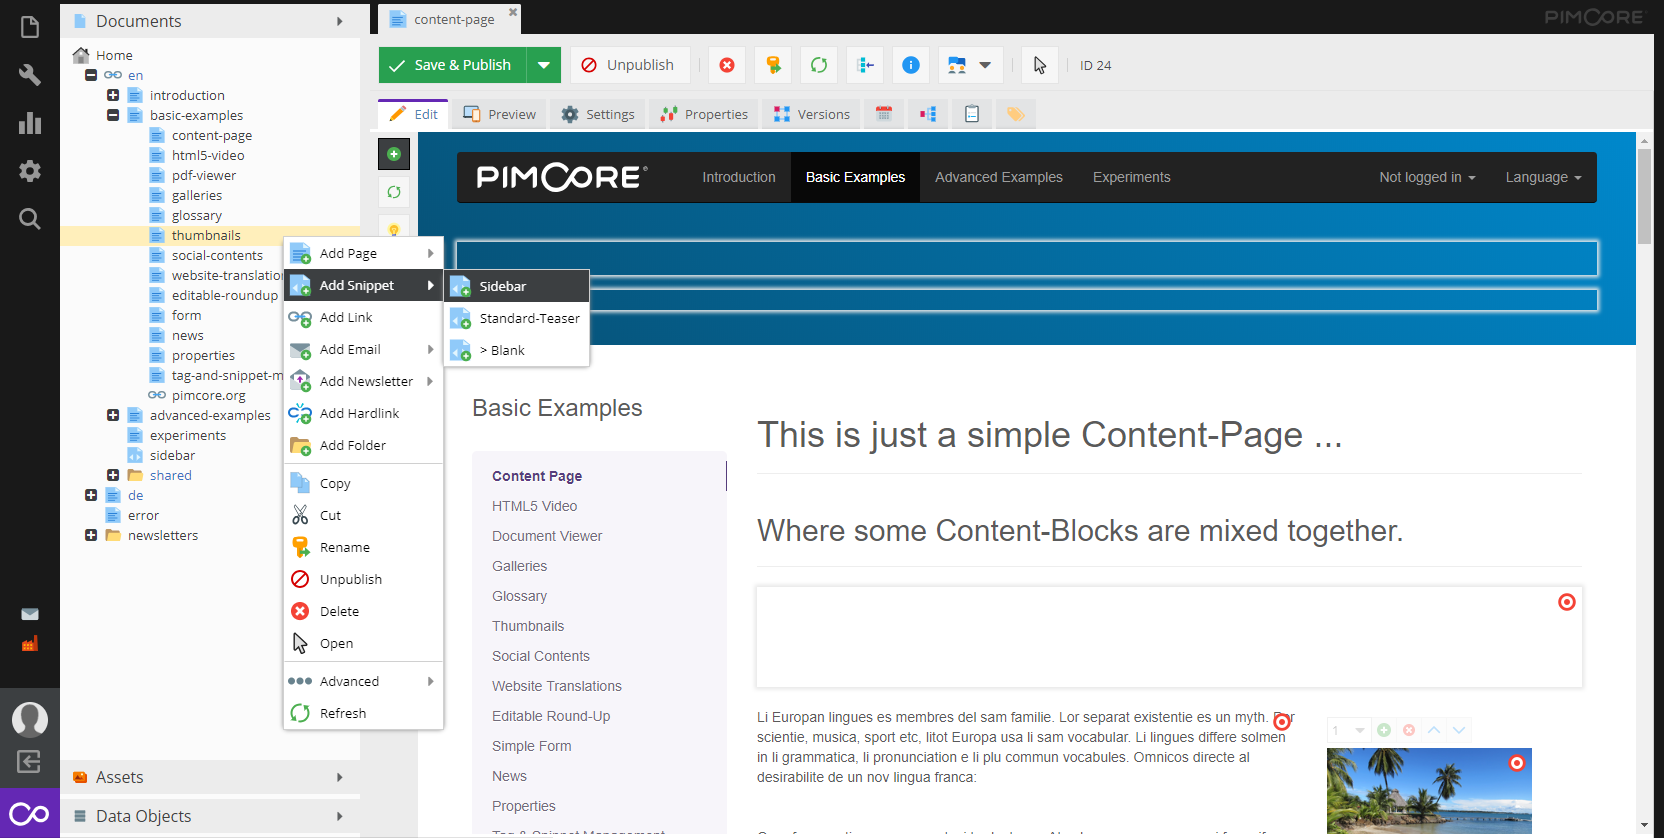 Documents
content-page
PIMCORE
Save & Publish
Unpublish
ID 24
Edit
Preview
Settings
Properties
Versions
Home
en
introduction
basic-examples
content-page
html5-video
pdf-viewer
galleries
glossary
thumbnails
social-contents
website-translation
editable-roundup
form
news
properties
tag-and-snippet-m
pimcore.org
advanced-examples
experiments
sidebar
shared
de
error
newsletters
Assets
Data Objects
Add Page
Add Snippet
Add Link
Add Email
Add Newsletter
Add Hardlink
Add Folder
Copy
Cut
Rename
Unpublish
Delete
Open
Advanced
Refresh
Sidebar
Standard-Teaser
> Blank
PIMCORE®
Introduction
Basic Examples
Advanced Examples
Experiments
Not logged in
Language
Basic Examples
Content Page
HTML5 Video
Document Viewer
Galleries
Glossary
Thumbnails
Social Contents
Website Translations
Editable Round-Up
Simple Form
News
Properties
Tag & Snippet Management
This is just a simple Content-Page ...
Where some Content-Blocks are mixed together.
Li Europan lingues es membres del sam familie. Lor separat existentie es un myth. Por
scientie, musica, sport etc, litot Europa usa li sam vocabular. Li lingues differe solmen
in li grammatica, li pronunciation e li plu commun vocabules. Omnicos directe al
desirabilite de un nov lingua franca:
1